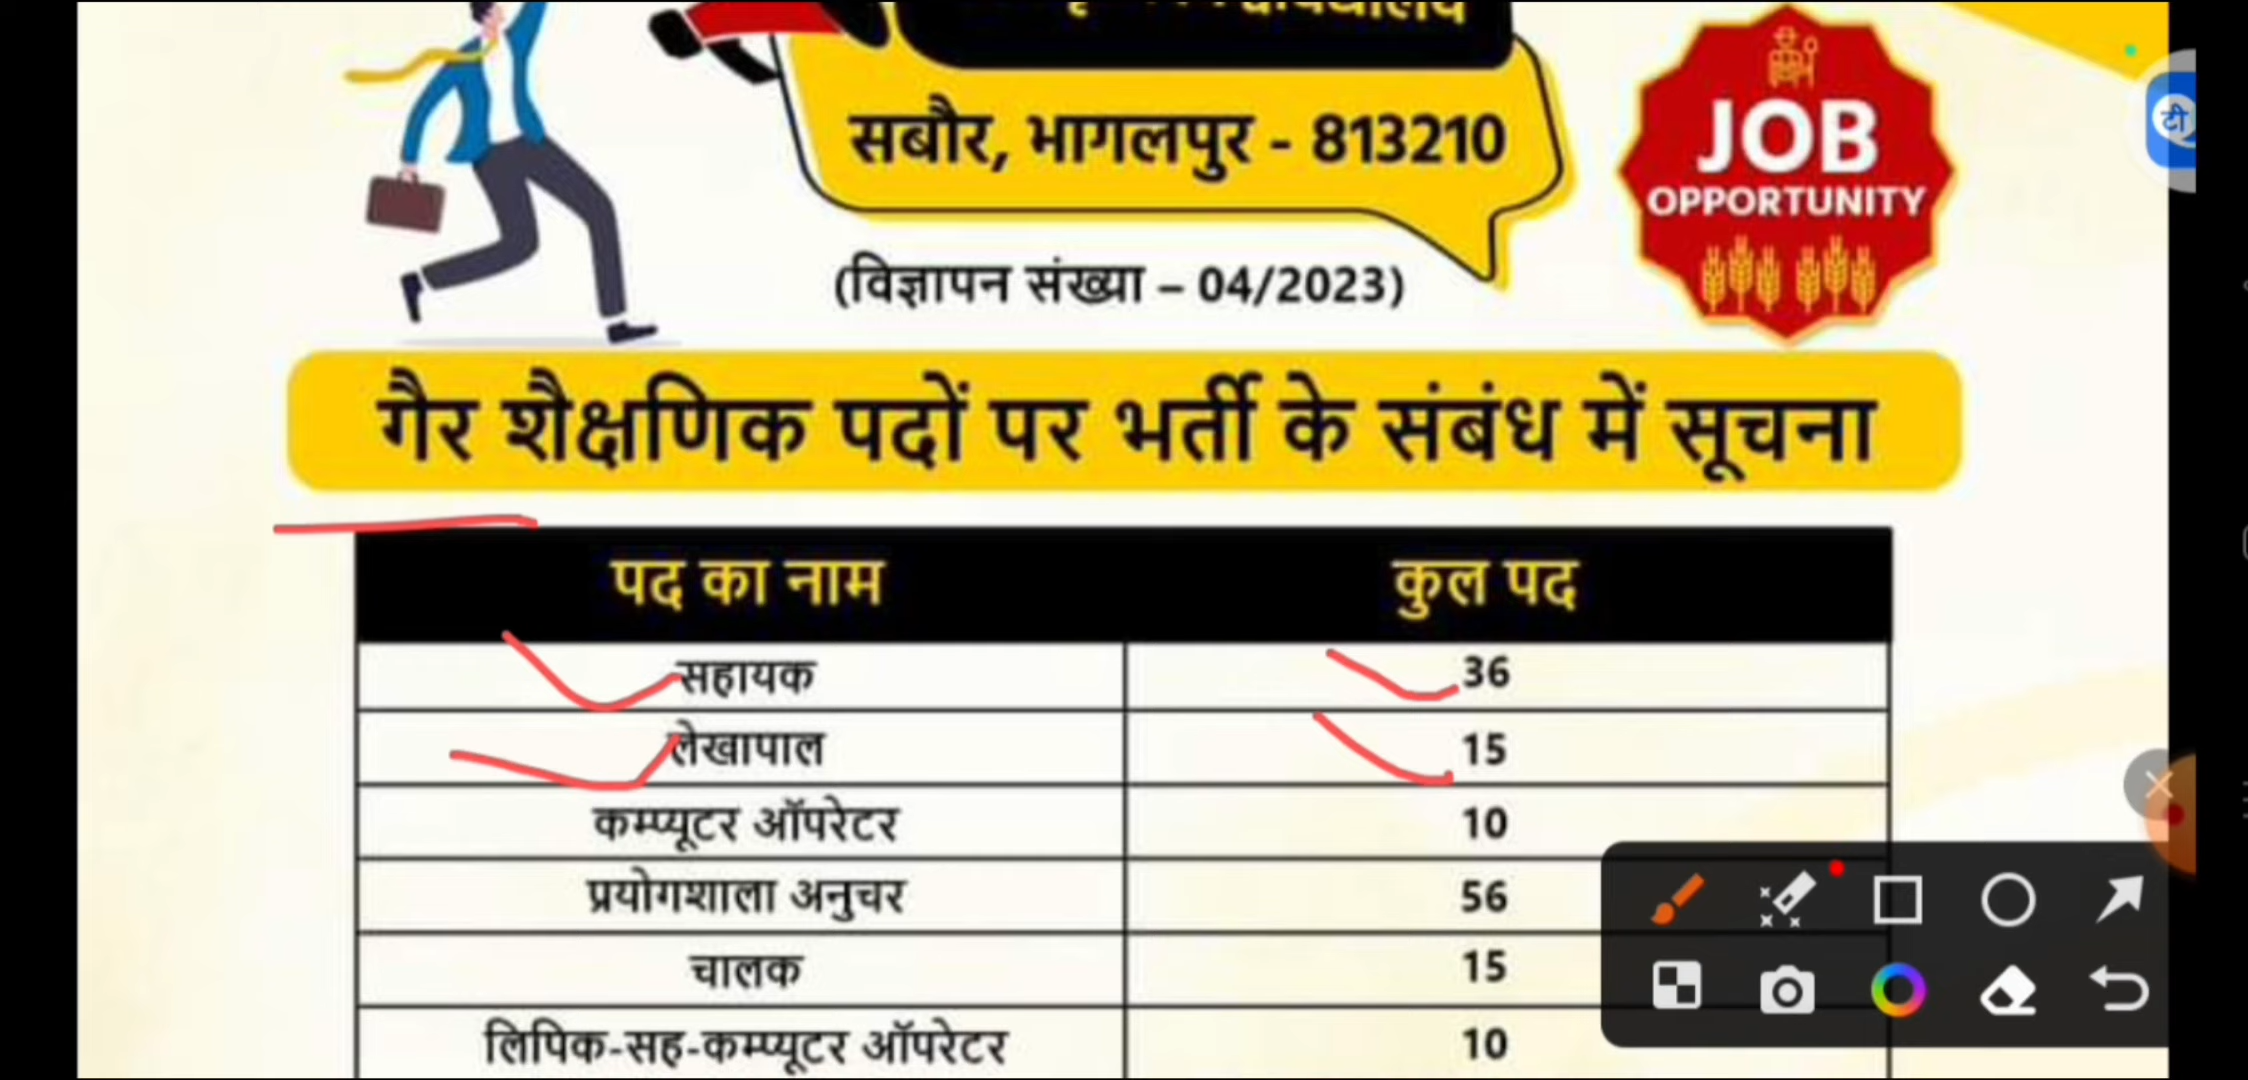 सबौर, भागलपुर - 813210
JOB
OPPORTUNITY
टी
(विज्ञापन संख्या – 04/2023)
गैर शैक्षणिक पदों पर भर्ती के संबंध में सूचना
पद का नाम कुल पद
सहायक 36
लेखापाल 15
कम्प्यूटर ऑपरेटर 10
प्रयोगशाला अनुचर 56
चालक 15
लिपिक-सह-कम्प्यूटर ऑपरेटर 10